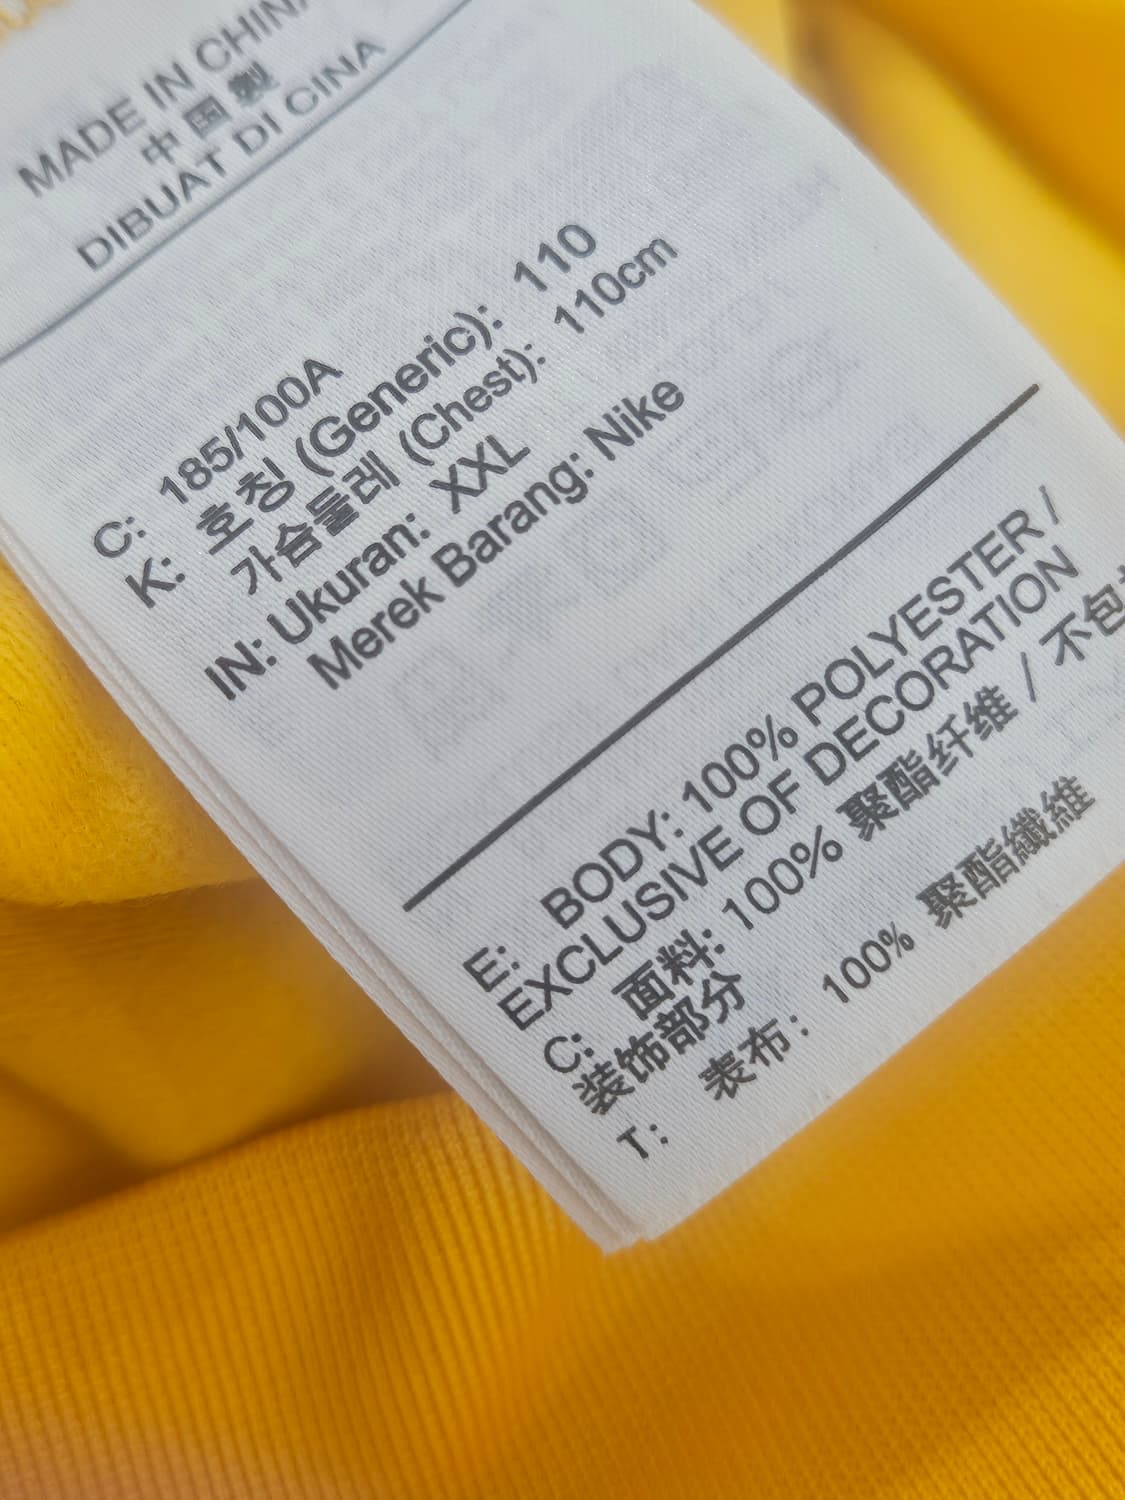 MADE IN CHINA
中国製
DIBUAT DI CINA
C: 185/100A
K: 호칭 (Generic): 110
가슴둘레 (Chest): 110cm
IN: Ukuran: XXL
Merek Barang: Nike
E: BODY: 100% POLYESTER /
EXCLUSIVE OF DECORATION
C: 面料: 100% 聚酯纤维 / 不包
装饰部分
T: 表布: 100% 聚酯纖維